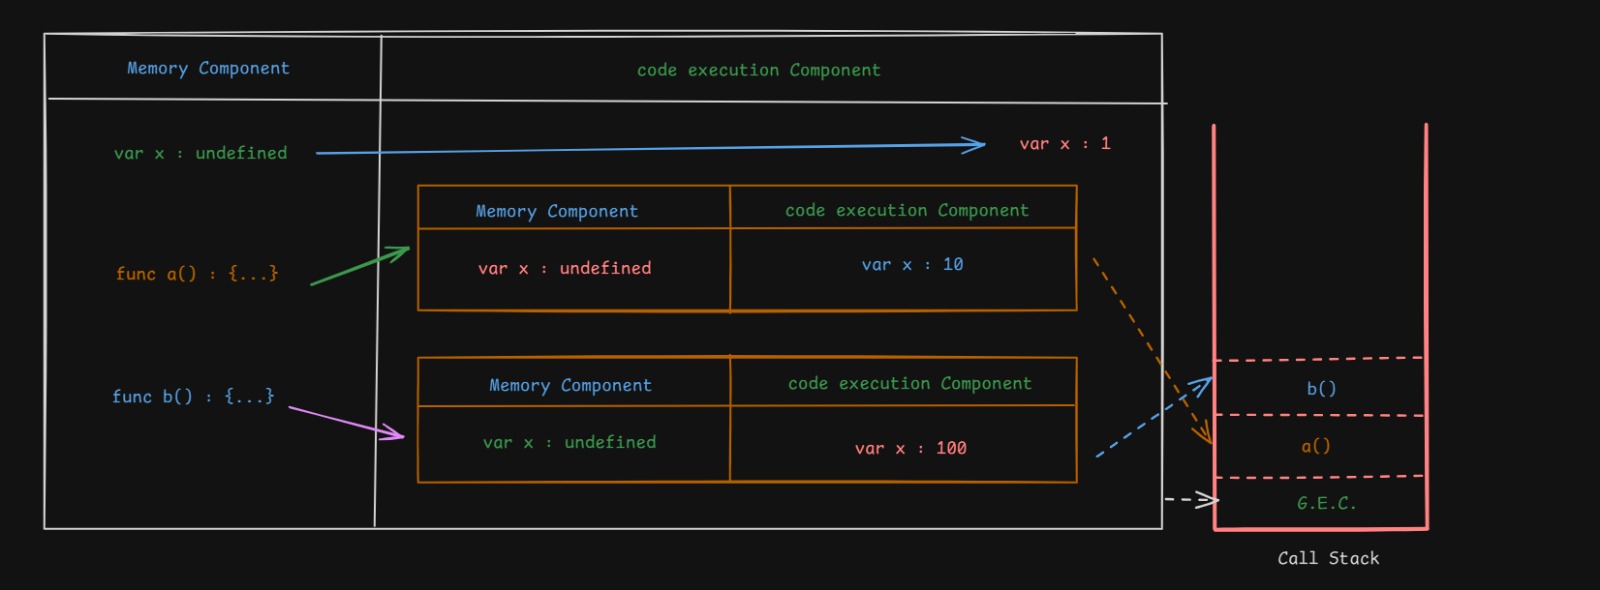 Memory Component
code execution Component
var x : undefined
var x : 1
func a() : {...}
Memory Component
code execution Component
var x : undefined
var x : 10
func b() : {...}
Memory Component
code execution Component
var x : undefined
var x : 100
b()
a()
G.E.C.
Call Stack